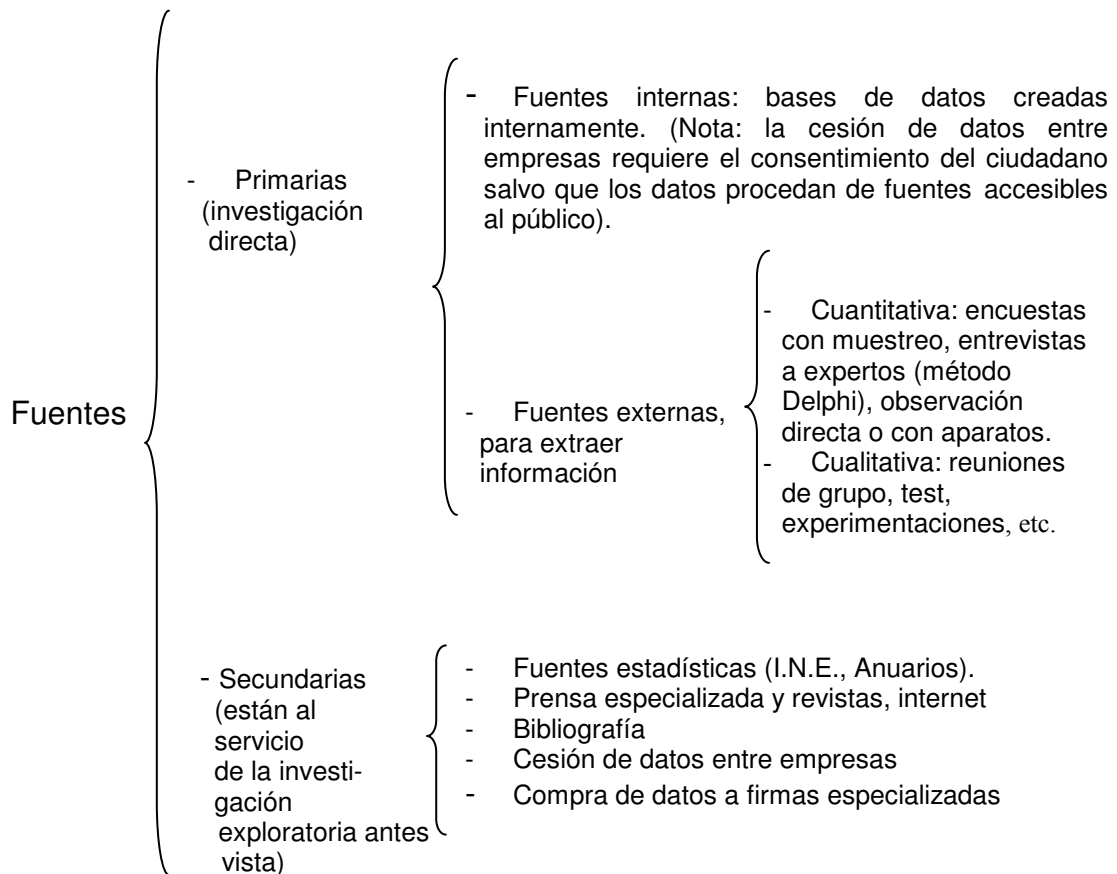 Fuentes
- Primarias
(investigación
directa)
- Fuentes internas: bases de datos creadas
internamente. (Nota: la cesión de datos entre
empresas requiere el consentimiento del ciudadano
salvo que los datos procedan de fuentes accesibles
al público).
- Fuentes externas,
para extraer
información
- Cuantitativa: encuestas
con muestreo, entrevistas
a expertos (método
Delphi), observación
directa o con aparatos.
- Cualitativa: reuniones
de grupo, test,
experimentaciones, etc.
- Secundarias
(están al
servicio
de la investi-
gación
exploratoria antes
vista)
- Fuentes estadísticas (I.N.E., Anuarios).
- Prensa especializada y revistas, internet
- Bibliografía
- Cesión de datos entre empresas
- Compra de datos a firmas especializadas